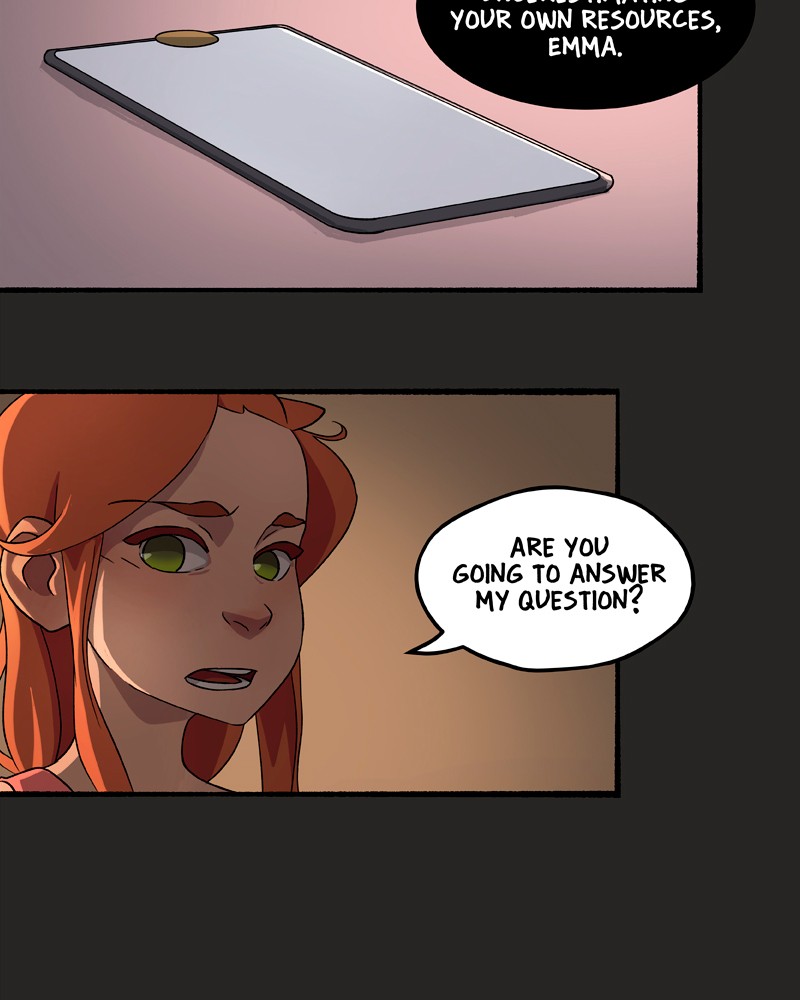 YOUR OWN RESOURCES,
EMMA.
ARE YOU
GOING TO ANSWER
MY QUESTION?